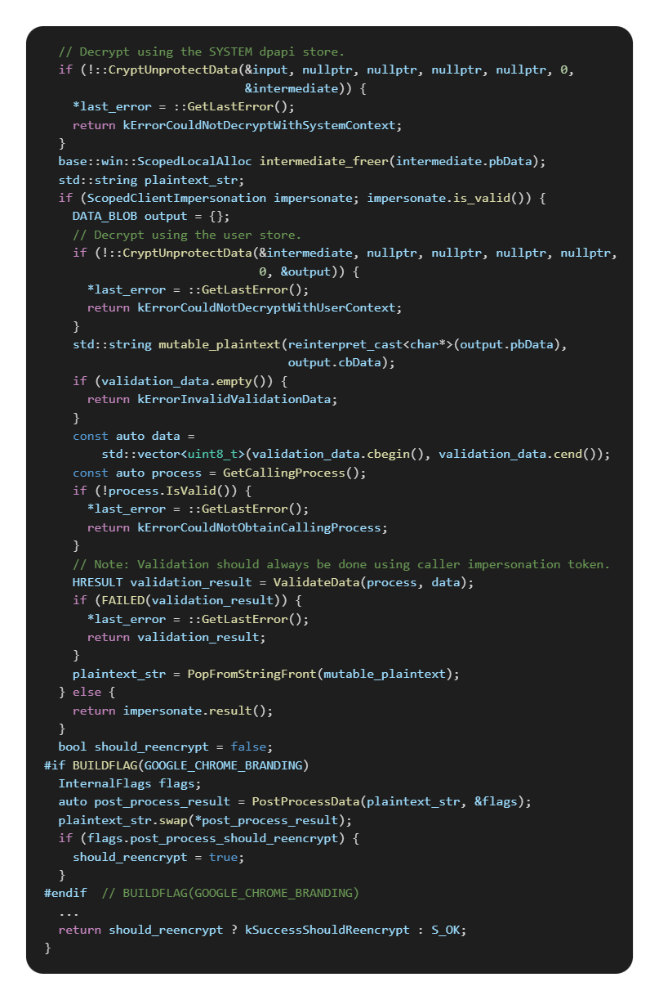 // Decrypt using the SYSTEM dpapi store.
if (!::CryptUnprotectData(&input, nullptr, nullptr, nullptr, nullptr, 0,
&intermediate)) {
*last_error = ::GetLastError();
return kErrorCouldNotDecryptWithSystemContext;
}
base::win::ScopedLocalAlloc intermediate_freer(intermediate.pbData);
std::string plaintext_str;
if (ScopedClientImpersonation impersonate; impersonate.is_valid()) {
DATA_BLOB output = {};
// Decrypt using the user store.
if (!::CryptUnprotectData(&intermediate, nullptr, nullptr, nullptr, nullptr,
0, &output)) {
*last_error = ::GetLastError();
return kErrorCouldNotDecryptWithUserContext;
}
std::string mutable_plaintext(reinterpret_cast<char*>(output.pbData),
output.cbData);
if (validation_data.empty()) {
return kErrorInvalidValidationData;
}
const auto data =
std::vector<uint8_t>(validation_data.cbegin(), validation_data.cend());
const auto process = GetCallingProcess();
if (!process.IsValid()) {
*last_error = ::GetLastError();
return kErrorCouldNotObtainCallingProcess;
}
// Note: Validation should always be done using caller impersonation token.
HRESULT validation_result = ValidateData(process, data);
if (FAILED(validation_result)) {
*last_error = ::GetLastError();
return validation_result;
}
plaintext_str = PopFromStringFront(mutable_plaintext);
} else {
return impersonate.result();
}
bool should_reencrypt = false;
#if BUILDFLAG(GOOGLE_CHROME_BRANDING)
InternalFlags flags;
auto post_process_result = PostProcessData(plaintext_str, &flags);
plaintext_str.swap(*post_process_result);
if (flags.post_process_should_reencrypt) {
should_reencrypt = true;
}
#endif // BUILDFLAG(GOOGLE_CHROME_BRANDING)
...
return should_reencrypt ? kSuccessShouldReencrypt : S_OK;
}